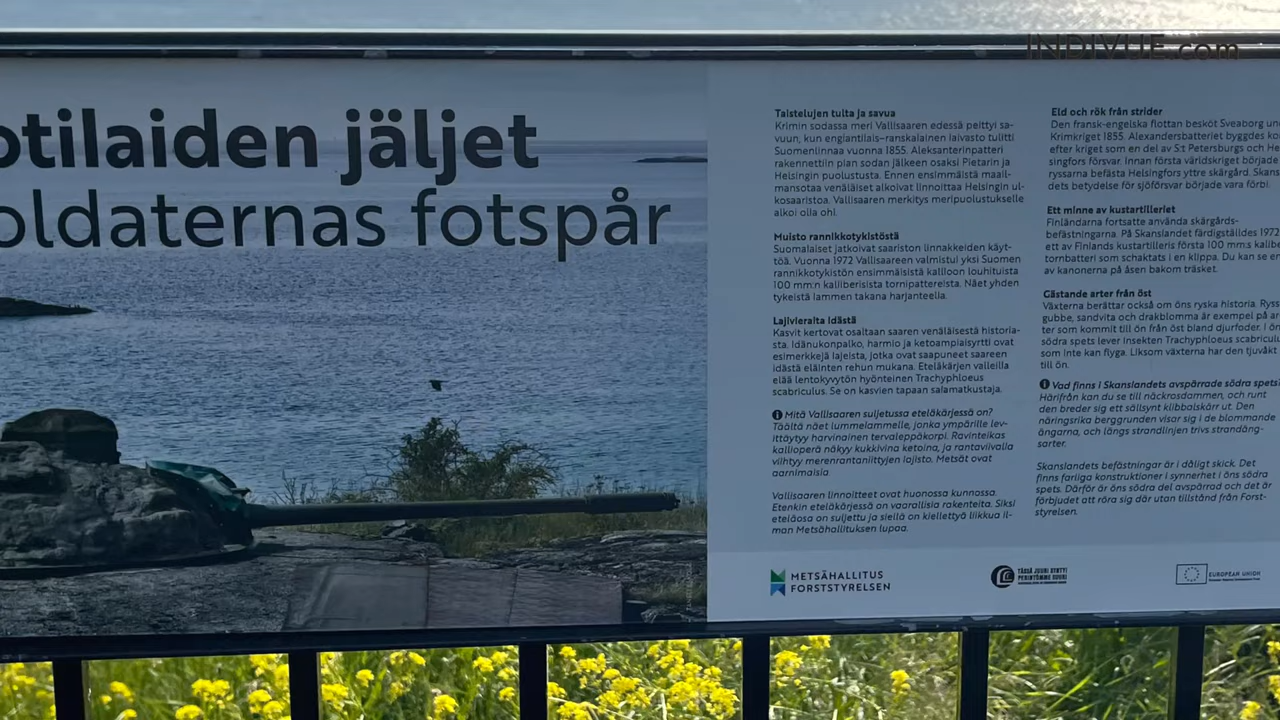 INDIVUE.com
otilaiden jäljet
oldaternas fotspår
Taistelujen tulta ja savua
Krimin sodassa meri Vallisaaren edessä peittyi sa-
vuun, kun englantilais-ranskalainen laivasto tulitti
Suomenlinnaa vuonna 1855. Aleksanterinpatteri
rakennettiin pian sodan jälkeen osaksi Pietarin ja
Helsingin puolustusta. Ennen ensimmäistä maail-
mansotaa venäläiset alkoivat linnoittaa Helsingin ul-
kosaaristoa. Vallisaaren merkitys meripuolustukselle
alkoi olla ohi.
Muisto rannikkotykistöstä
Suomalaiset jatkoivat saariston linnakkeiden käyt-
töä. Vuonna 1972 Vallisaareen valmistui yksi Suomen
rannikkotykistön ensimmäisistä kallioon louhituista
100 mm:n kaliiberisista tornipattereista. Näet yhden
tykeistä lammen takana harjanteella.
Lajivieraita idästä
Kasvit kertovat osaltaan saaren venäläisestä historia-
sta. Idänukonpalko, harmio ja ketoampiaisyrtti ovat
esimerkkejä lajeista, jotka ovat saapuneet saareen
idästä eläinten rehun mukana. Eteläkärjen valleilla
elää lentokyvytön hyönteinen Trachyphloeus
scabriculus. Se on kasvien tapaan salamatkustaja.
Mitä Vallisaaren suljetussa eteläkärjessä on?
Täältä näet lummelammelle, jonka ympärille lev-
ittäytyy harvinainen tervaleppäkorpi. Ravinteikas
kallioperä näkyy kukkivina ketoina, ja rantaviivalla
viihtyy merenrantaniittyjen lajisto. Metsät ovat
aarnimaisia.
Vallisaaren linnoitteet ovat huonossa kunnossa.
Etenkin eteläkärjessä on vaarallisia rakenteita. Siksi
eteläosa on suljettu ja siellä on kiellettyä liikkua il-
man Metsähallituksen lupaa.
Eld och rök från strider
Den fransk-engelska flottan besköt Sveaborg un
Krimkriget 1855. Alexandersbatteriet byggdes ko
efter kriget som en del av S:t Petersburgs och He
singfors försvar. Innan första världskriget började
ryssarna befästa Helsingfors yttre skärgård. Skans
dets betydelse för sjöförsvar började vara förbi.
Ett minne av kustartilleriet
Finländarna fortsatte använda skärgårds-
befästningarna. På Skanslandet färdigställdes 1972
ett av Finlands kustartilleris första 100 mm:s kalibe
tornbatteri som schaktats i en klippa. Du kan se en
av kanonerna på åsen bakom träsket.
Gästande arter från öst
Växterna berättar också om öns ryska historia. Ryss
gubbe, sandvita och drakblomma är exempel på ar
ter som kommit till ön från öst bland djurfoder. I ön
södra spets lever insekten Trachyphloeus scabriculu
som inte kan flyga. Liksom växterna har den tjuvåkt
till ön.
Vad finns i Skanslandets avspärrade södra spets?
Härifrån kan du se till näckrosdammen, och runt
den breder sig ett sällsynt klibbalskärr ut. Den
näringsrika berggrunden visar sig i de blommande
ängarna, och längs strandlinjen trivs strandäng-
sarter.
Skanslandets befästningar är i dåligt skick. Det
finns farliga konstruktioner i synnerhet i öns södra
spets. Därför är öns södra del avspärrad och det är
förbjudet att röra sig där utan tillstånd från Forst-
styrelsen.
METSÄHALLITUS
FORSTSTYRELSEN
TÄSSÄ JUURI SYNTYI
PERINTÖMME SUURI
EUROPEAN UNION